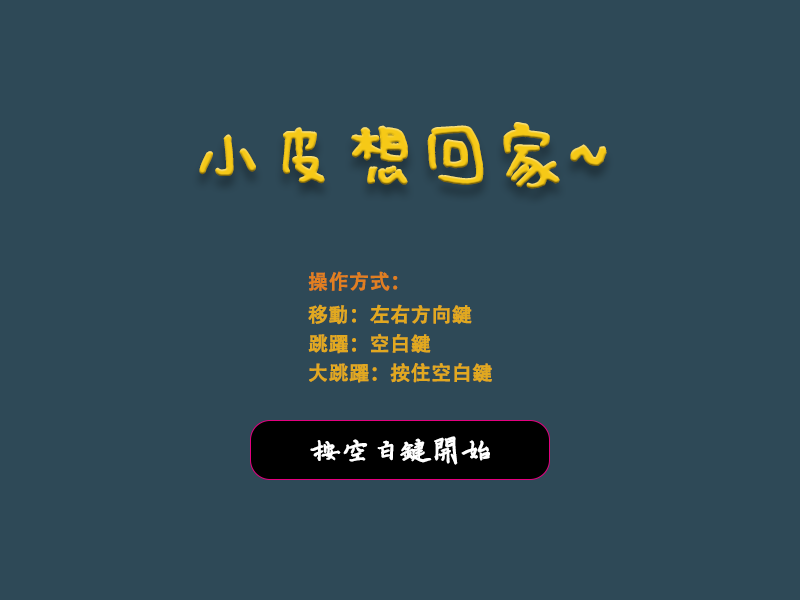 小皮想回家~
操作方式：
移動：左右方向鍵
跳躍：空白鍵
大跳躍：按住空白鍵
按空白鍵開始